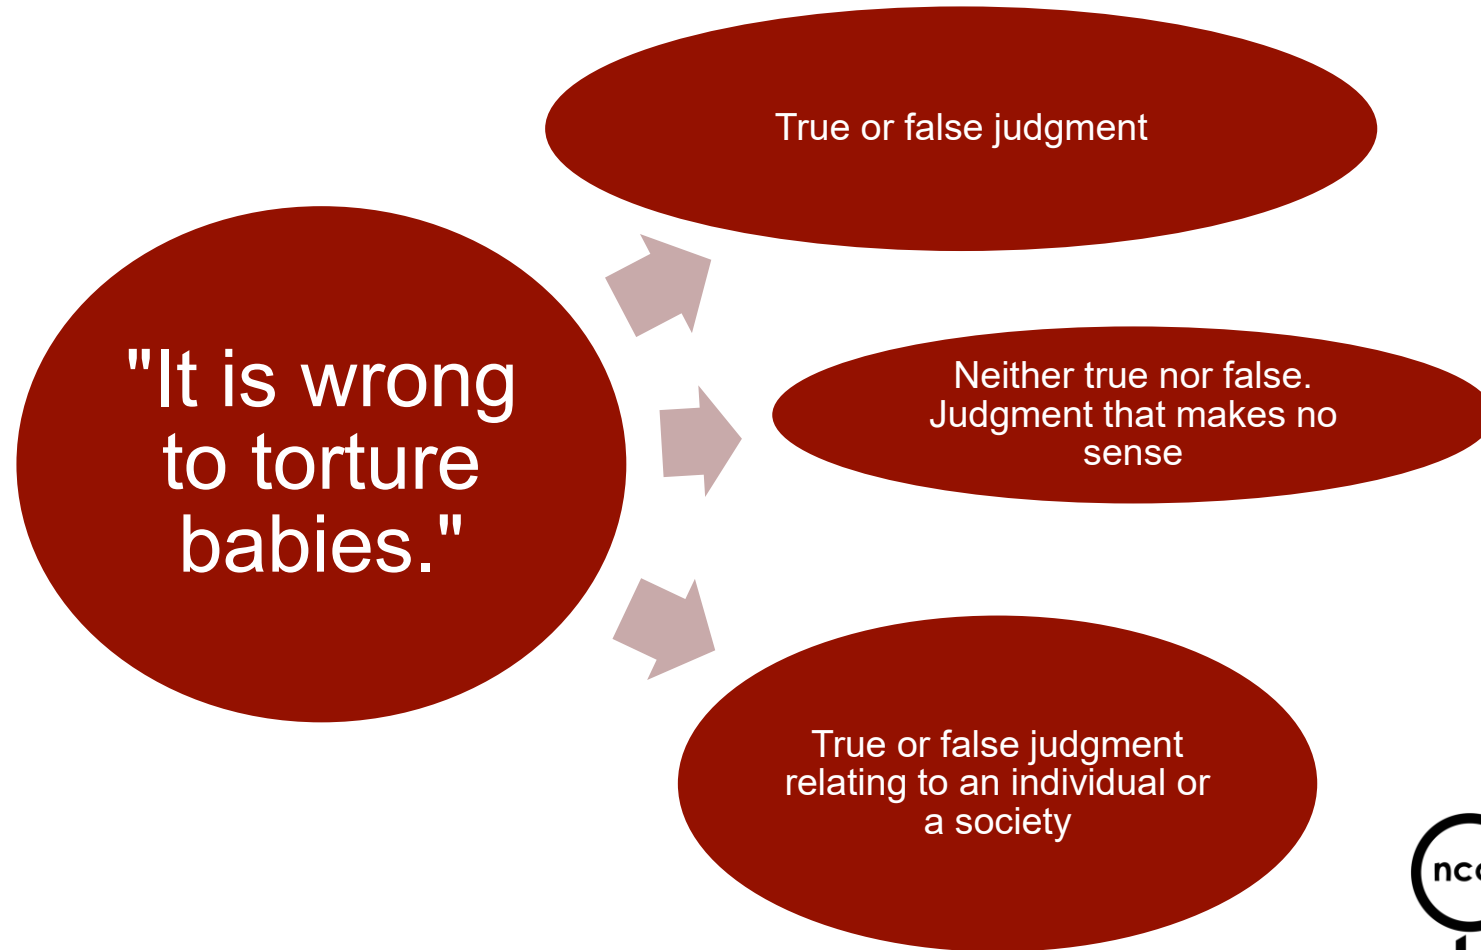 True or false judgment
"It is wrong
to torture
babies."
Neither true nor false.
Judgment that makes no
sense
True or false judgment
relating to an individual or
a society